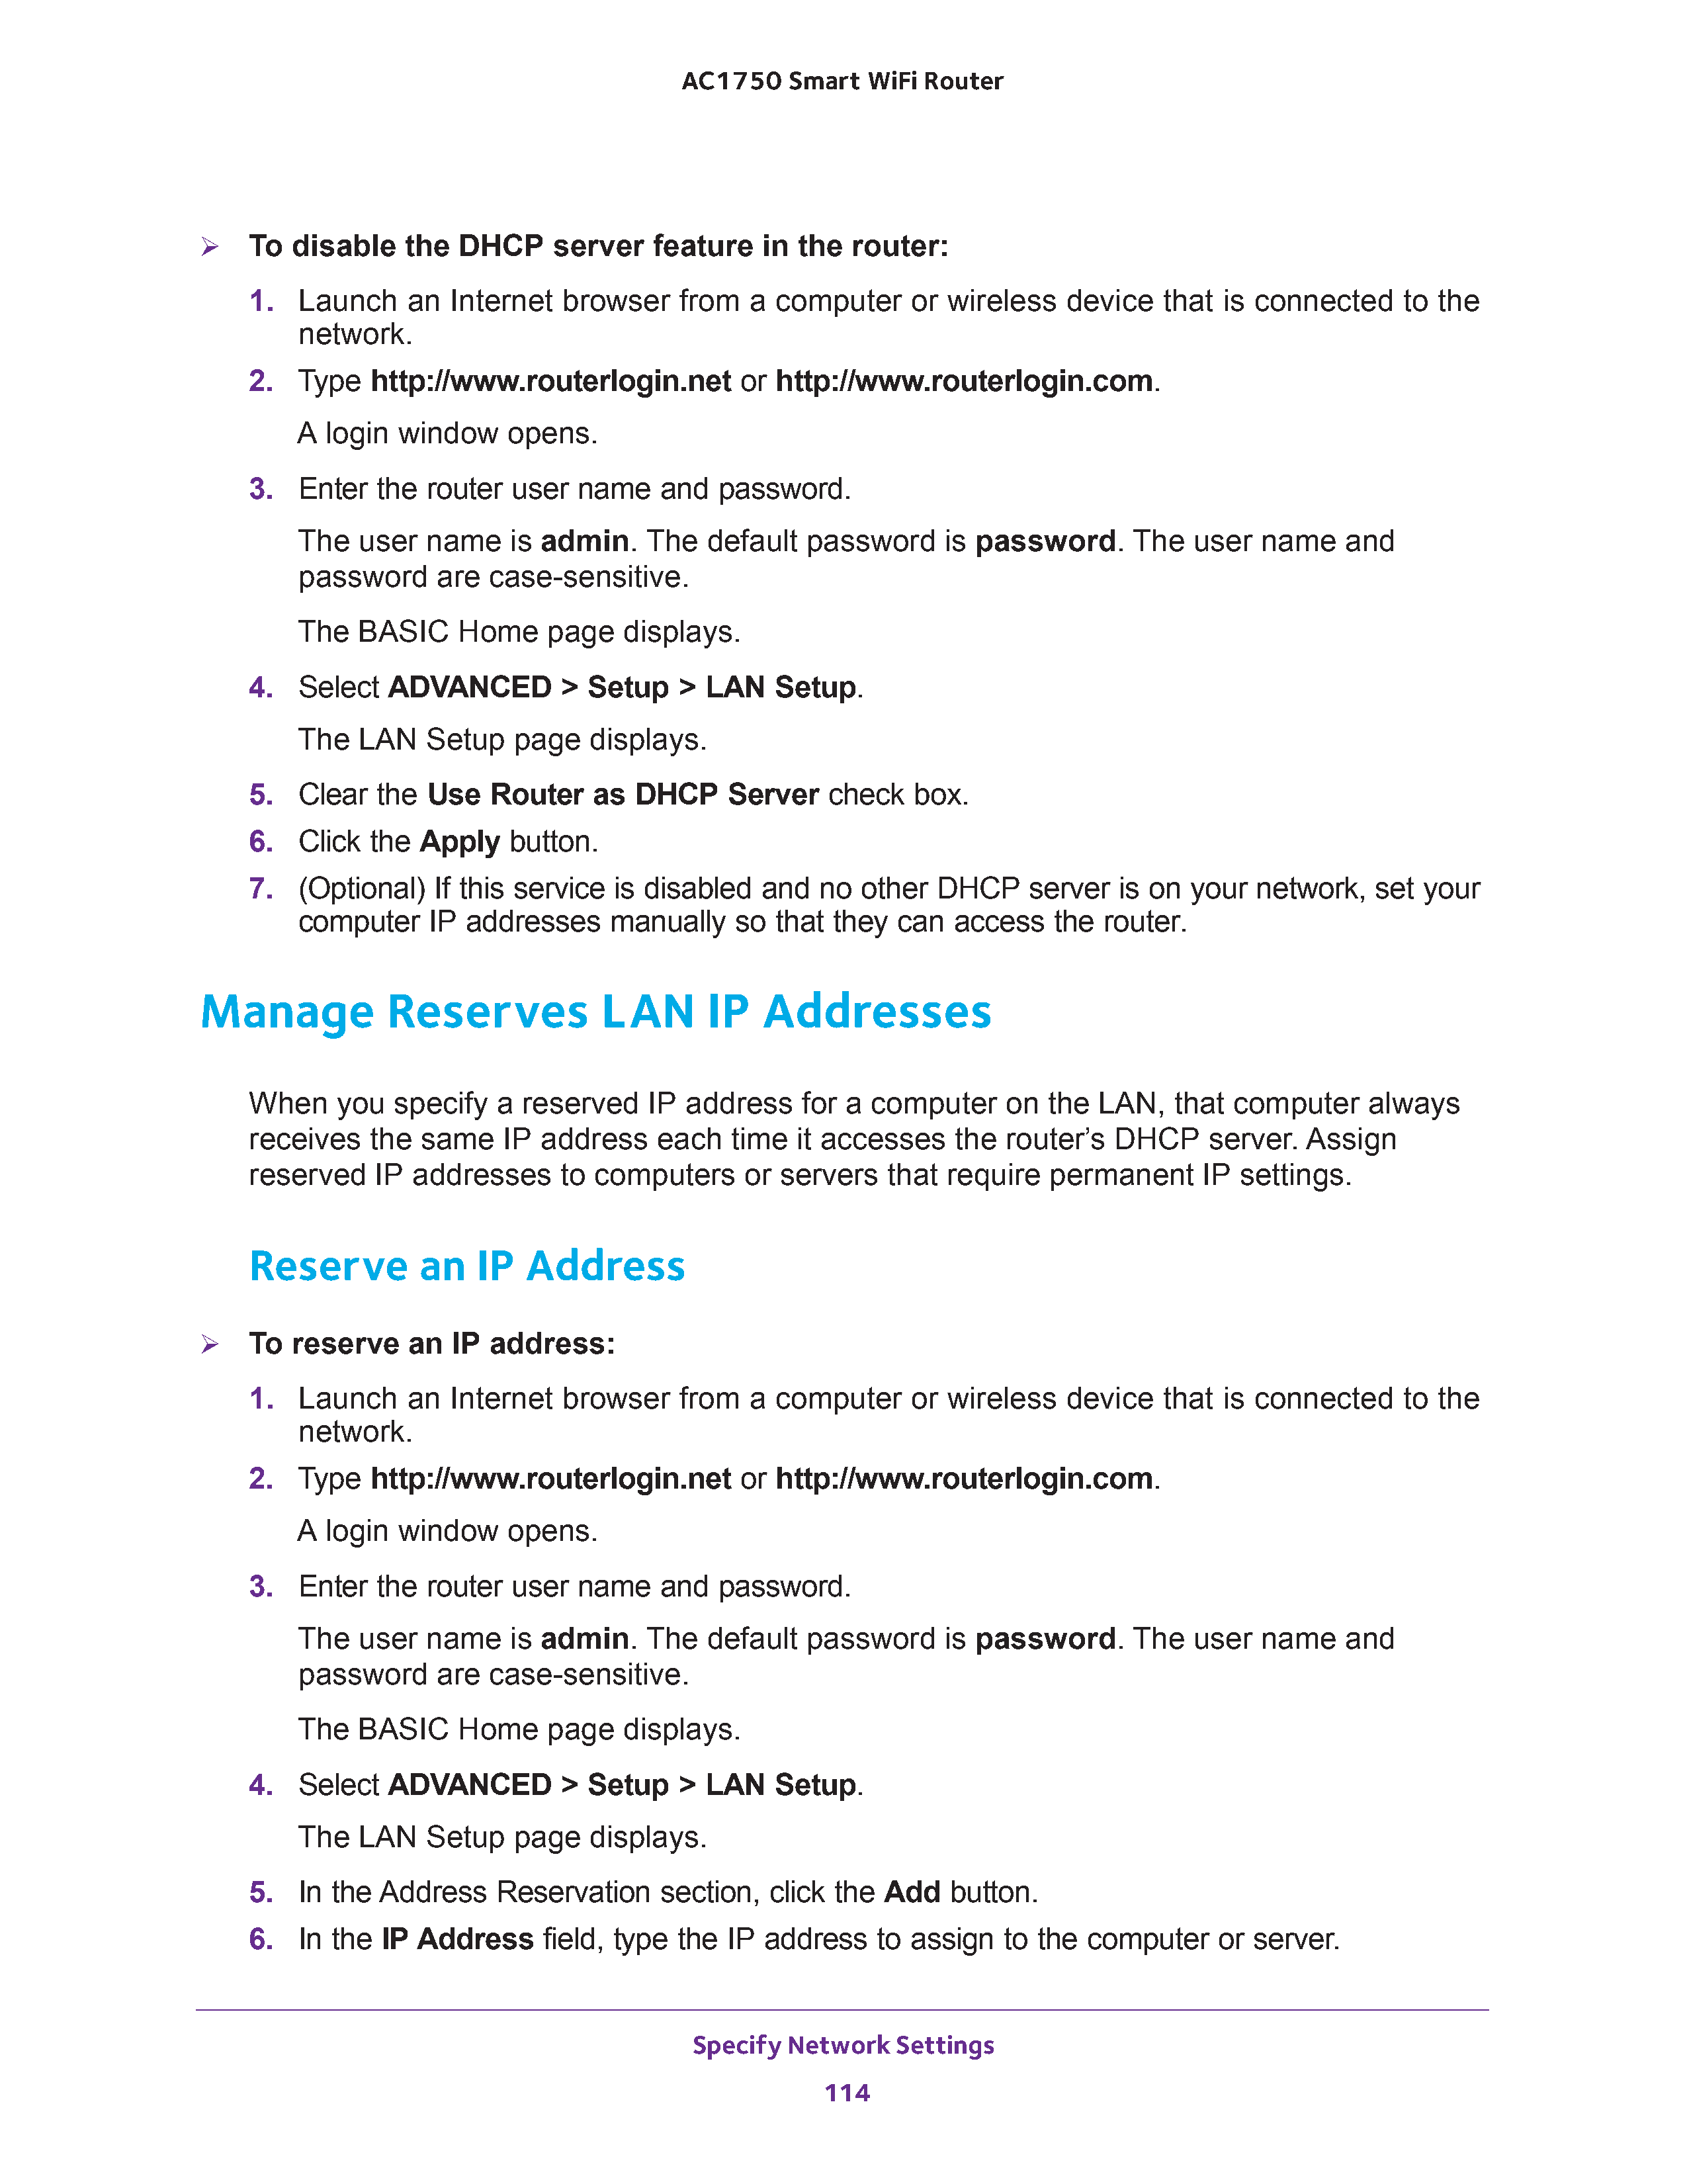 AC1750 Smart WiFi Router
➢ To disable the DHCP server feature in the router:
1. Launch an Internet browser from a computer or wireless device that is connected to the
network.
2. Type http://www.routerlogin.net or http://www.routerlogin.com.
A login window opens.
3. Enter the router user name and password.
The user name is admin. The default password is password. The user name and
password are case-sensitive.
The BASIC Home page displays.
4. Select ADVANCED > Setup > LAN Setup.
The LAN Setup page displays.
5. Clear the Use Router as DHCP Server check box.
6. Click the Apply button.
7. (Optional) If this service is disabled and no other DHCP server is on your network, set your
computer IP addresses manually so that they can access the router.
Manage Reserves LAN IP Addresses
When you specify a reserved IP address for a computer on the LAN, that computer always
receives the same IP address each time it accesses the router’s DHCP server. Assign
reserved IP addresses to computers or servers that require permanent IP settings.
Reserve an IP Address
➢ To reserve an IP address:
1. Launch an Internet browser from a computer or wireless device that is connected to the
network.
2. Type http://www.routerlogin.net or http://www.routerlogin.com.
A login window opens.
3. Enter the router user name and password.
The user name is admin. The default password is password. The user name and
password are case-sensitive.
The BASIC Home page displays.
4. Select ADVANCED > Setup > LAN Setup.
The LAN Setup page displays.
5. In the Address Reservation section, click the Add button.
6. In the IP Address field, type the IP address to assign to the computer or server.
Specify Network Settings
114